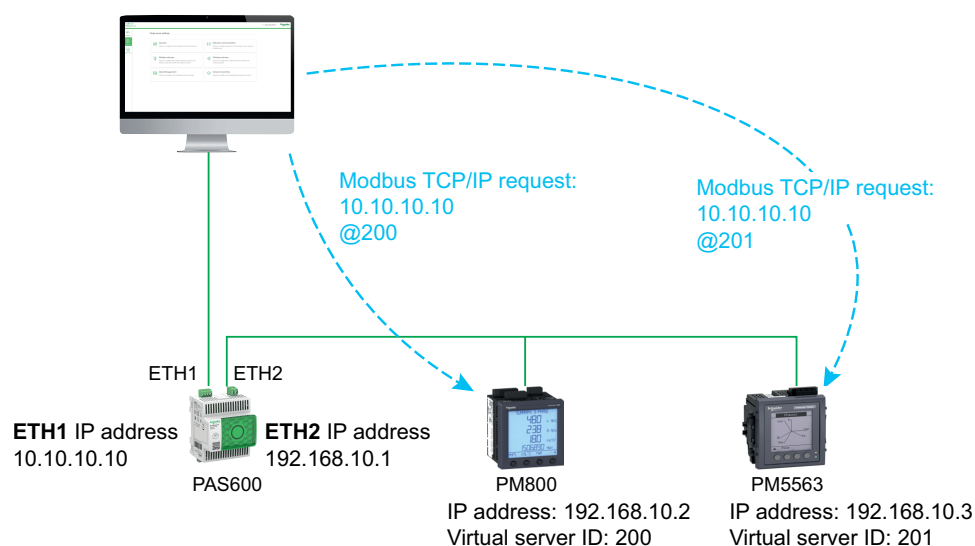 Modbus TCP/IP request:
10.10.10.10
@200
Modbus TCP/IP request:
10.10.10.10
@201
ETH1
ETH2
ETH1 IP address
10.10.10.10
ETH2 IP address
192.168.10.1
PAS600
PM800
IP address: 192.168.10.2
Virtual server ID: 200
PM5563
IP address: 192.168.10.3
Virtual server ID: 201